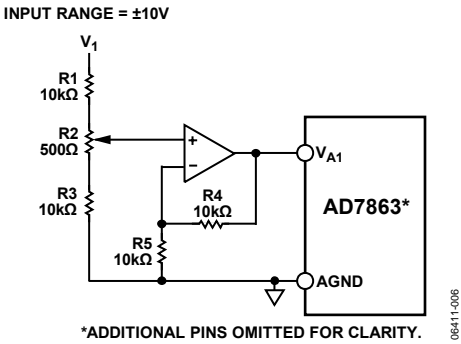 INPUT RANGE = ±10V
V1
R1
10kΩ
R2
500Ω
R3
10kΩ
+
−
R4
10kΩ
R5
10kΩ
VA1
AD7863*
AGND
*ADDITIONAL PINS OMITTED FOR CLARITY.
06411-006